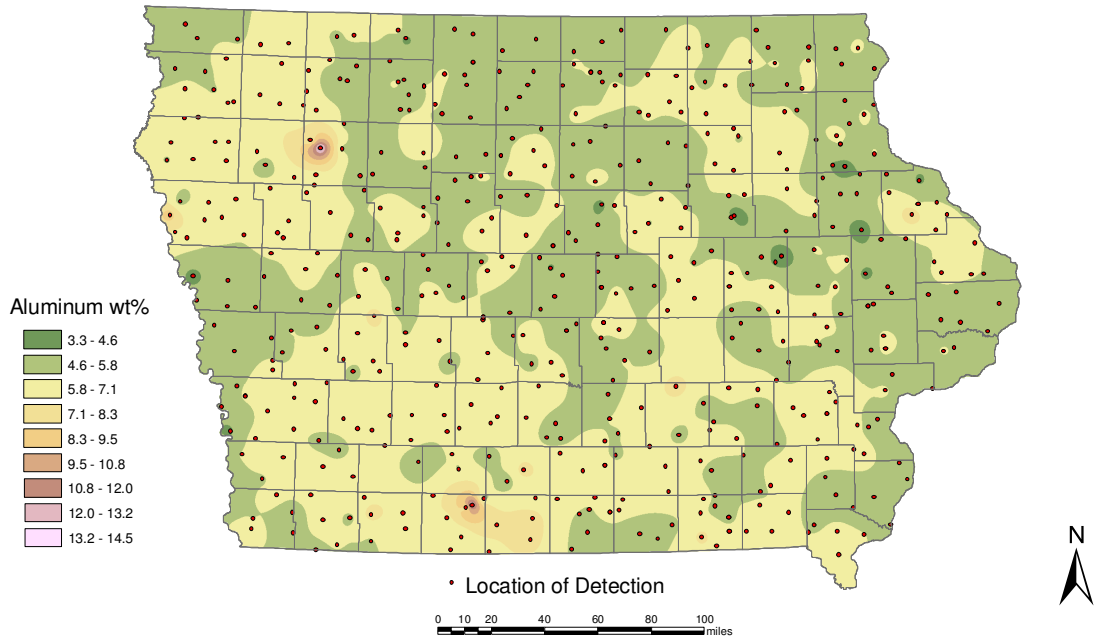 Aluminum wt%
3.3 - 4.6
4.6 - 5.8
5.8 - 7.1
7.1 - 8.3
8.3 - 9.5
9.5 - 10.8
10.8 - 12.0
12.0 - 13.2
13.2 - 14.5
N
Location of Detection
0 10 20 40 60 80 100
miles